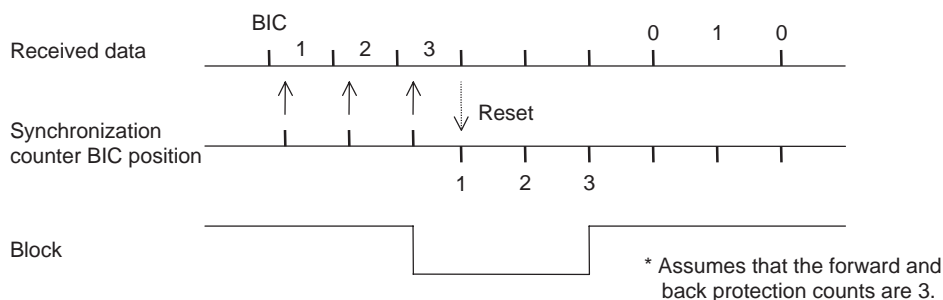 BIC
Received data 1 2 3 0 1 0
Reset
Synchronization
counter BIC position
1 2 3
Block
* Assumes that the forward and
back protection counts are 3.